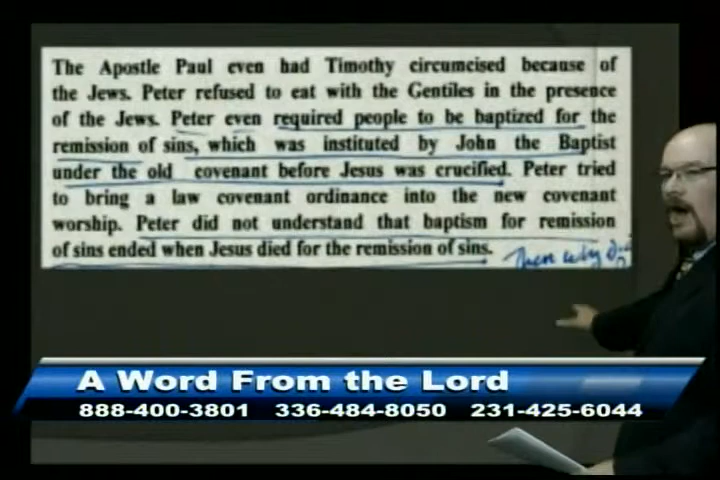 The Apostle Paul even had Timothy circumcised because of
the Jews. Peter refused to eat with the Gentiles in the presence
of the Jews. Peter even required people to be baptized for the
remission of sins, which was instituted by John the Baptist
under the old covenant before Jesus was crucified. Peter tried
to bring a law covenant ordinance into the new covenant
worship. Peter did not understand that baptism for remission
of sins ended when Jesus died for the remission of sins.
Then why
A Word From the Lord
888-400-3801 336-484-8050 231-425-6044